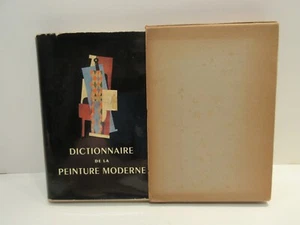 DICTIONNAIRE
DE LA
PEINTURE MODERNE